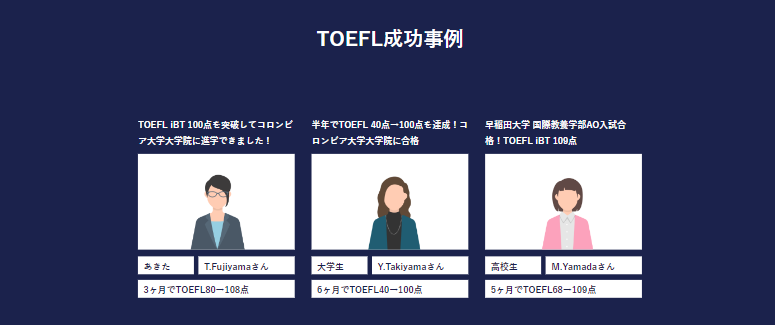 TOEFL成功事例
TOEFL iBT 100点を突破してコロンビ
ア大学大学院に進学できました！
半年でTOEFL 40点→100点を達成！コ
ロンビア大学大学院に合格
早稲田大学 国際教養学部AO入試合
格！TOEFL iBT 109点
あきた
T.Fujiyamaさん
大学生
Y.Takiyamaさん
高校生
M.Yamadaさん
3ヶ月でTOEFL80ー108点
6ヶ月でTOEFL40ー100点
5ヶ月でTOEFL68ー109点